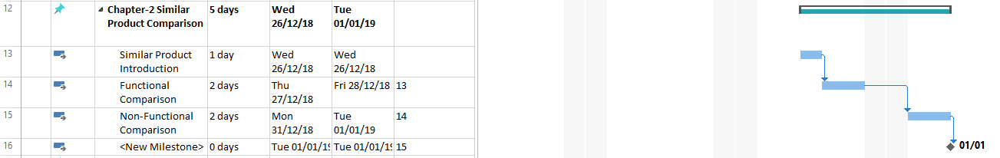 12 Chapter-2 Similar 5 days Wed Tue
Product Comparison 26/12/18 01/01/19
13 Similar Product 1 day Wed Wed
Introduction 26/12/18 26/12/18
14 Functional 2 days Thu Fri 28/12/18 13
Comparison 27/12/18
15 Non-Functional 2 days Mon Tue 14
Comparison 31/12/18 01/01/19
16 <New Milestone> 0 days Tue 01/01/1 Tue 01/01/1 15 01/01